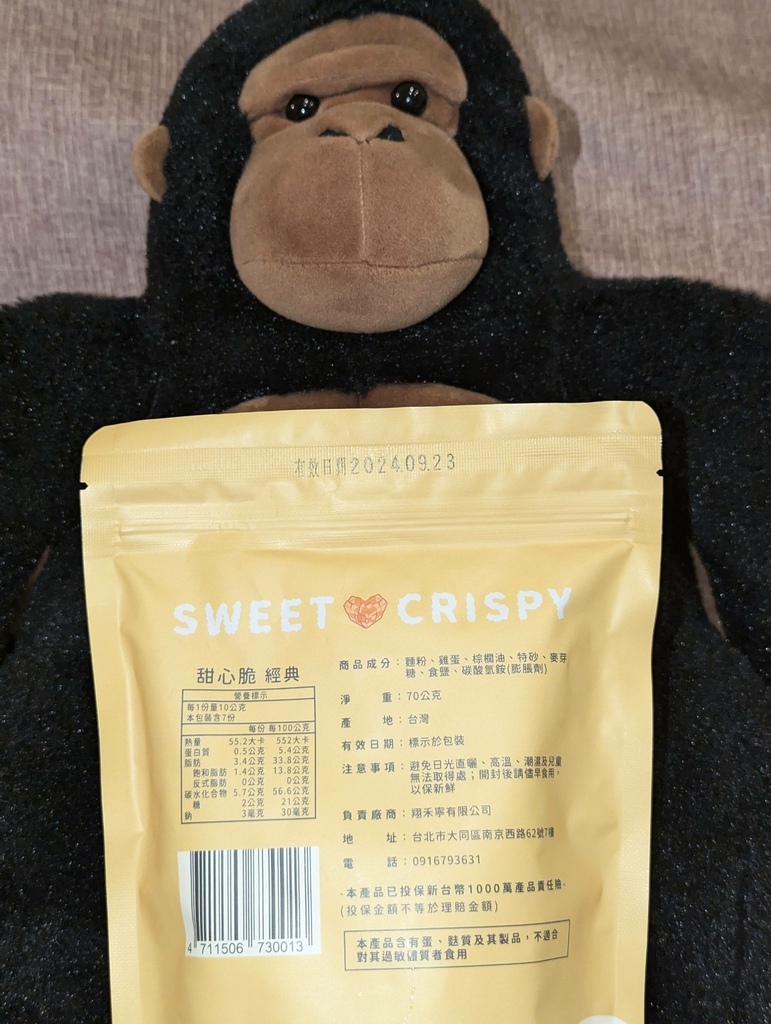 有效日期2024.09.23
SWEET CRISPY
甜心脆 經典
營養標示
每1份量10公克
本包裝含7份
每份 每100公克
熱量 55.2大卡 552大卡
蛋白質 0.5公克 5.4公克
脂肪 3.4公克 33.8公克
飽和脂肪 1.4公克 13.8公克
反式脂肪 0公克 0公克
碳水化合物 5.7公克 56.6公克
糖 2公克 21公克
鈉 3毫克 30毫克
商品成分：麵粉、雞蛋、棕櫚油、特砂、麥芽
糖、食鹽、碳酸氫銨(膨脹劑)
淨 重：70公克
產 地：台灣
有效日期：標示於包裝
注意事項：避免日光直曬、高溫、潮濕及兒童
無法取得處；開封後請儘早食用，
以保新鮮
負責廠商：翔禾寧有限公司
地 址：台北市大同區南京西路62號7樓
電 話：0916793631
-本產品已投保新台幣1000萬產品責任險-
(投保金額不等於理賠金額)
本產品含有蛋、麩質及其製品，不適合
對其過敏體質者食用
4 711506 730013